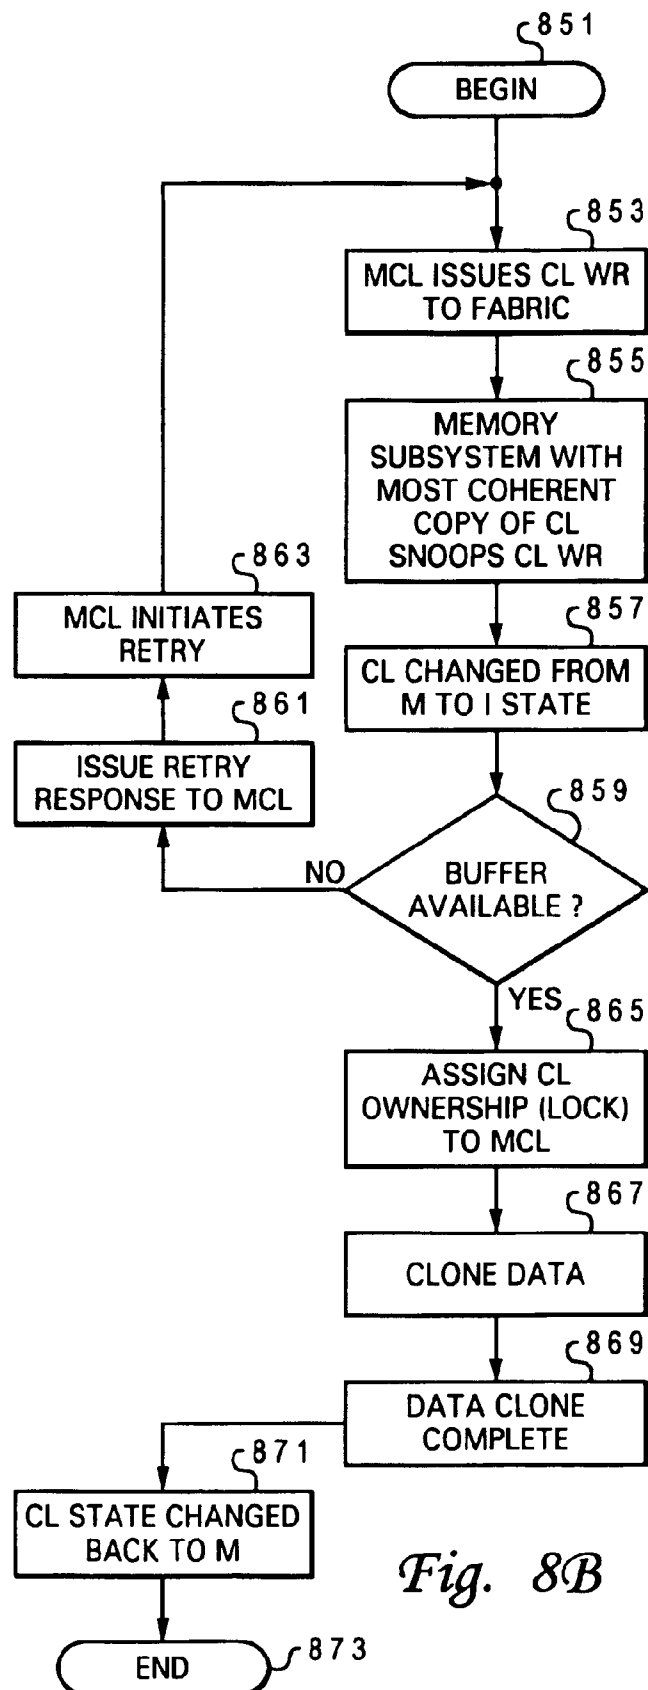 851
BEGIN
853
MCL ISSUES CL WR
TO FABRIC
855
MEMORY
SUBSYSTEM WITH
MOST COHERENT
COPY OF CL
SNOOPS CL WR
857
CL CHANGED FROM
M TO I STATE
859
BUFFER
AVAILABLE ?
NO
861
ISSUE RETRY
RESPONSE TO MCL
863
MCL INITIATES
RETRY
YES
865
ASSIGN CL
OWNERSHIP (LOCK)
TO MCL
867
CLONE DATA
869
DATA CLONE
COMPLETE
871
CL STATE CHANGED
BACK TO M
873
END
Fig. 8B